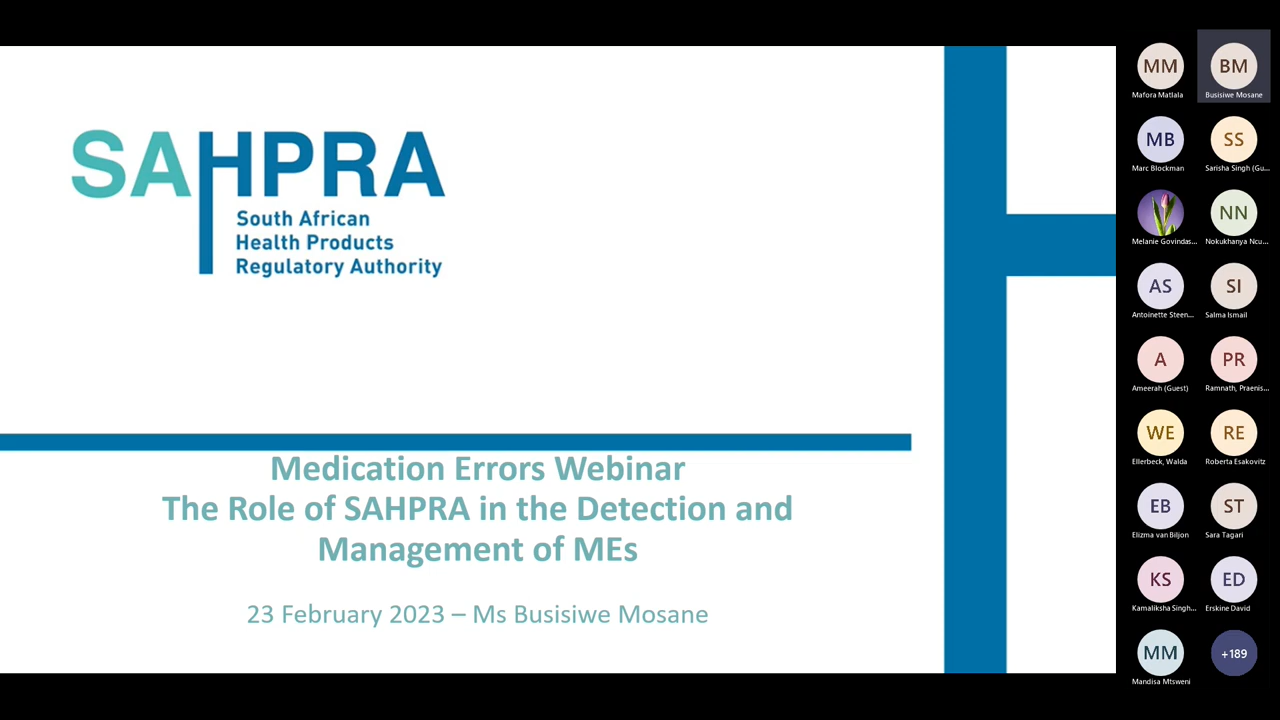 SAHPRA
South African
Health Products
Regulatory Authority
Medication Errors Webinar
The Role of SAHPRA in the Detection and
Management of MEs
23 February 2023 – Ms Busisiwe Mosane
MM
Mafora Matlala
BM
Busisiwe Mosane
MB
Marc Blockman
SS
Sarisha Singh (Gu...
Melanie Govindas...
NN
Nokukhanya Ncu...
AS
Antoinette Steen...
SI
Salma Ismail
A
Ameerah (Guest)
PR
Ramnath, Praenis...
WE
Ellerbeck, Walda
RE
Roberta Esakovitz
EB
Elizma van Biljon
ST
Sara Tagari
KS
Kamaliksha Singh...
ED
Erskine David
MM
Mandisa Mtsweni
+189